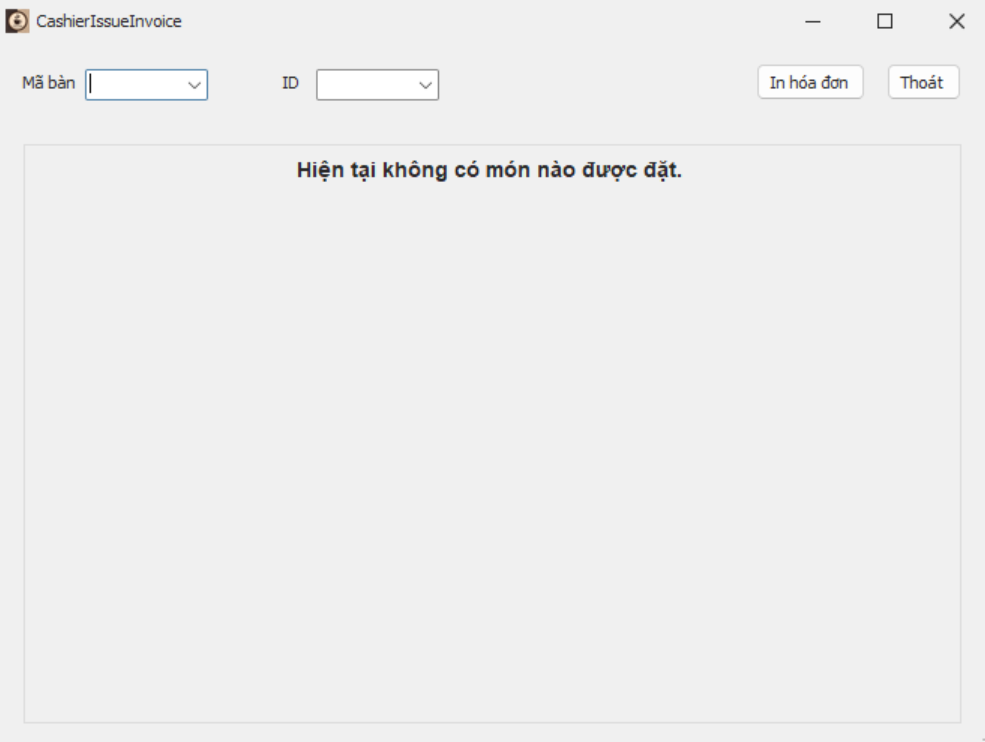 CashierIssueInvoice
Mã bàn ID In hóa đơn Thoát
Hiện tại không có món nào được đặt.